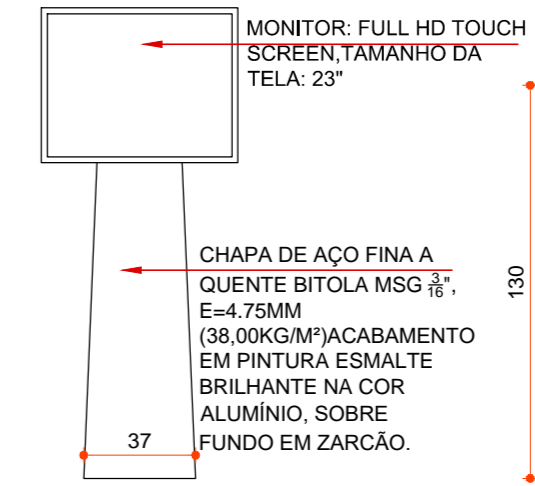 MONITOR: FULL HD TOUCH
SCREEN,TAMANHO DA
TELA: 23"
130
CHAPA DE AÇO FINA A
QUENTE BITOLA MSG 3/16",
E=4.75MM
(38,00KG/M²)ACABAMENTO
EM PINTURA ESMALTE
BRILHANTE NA COR
ALUMÍNIO, SOBRE
FUNDO EM ZARCÃO.
37